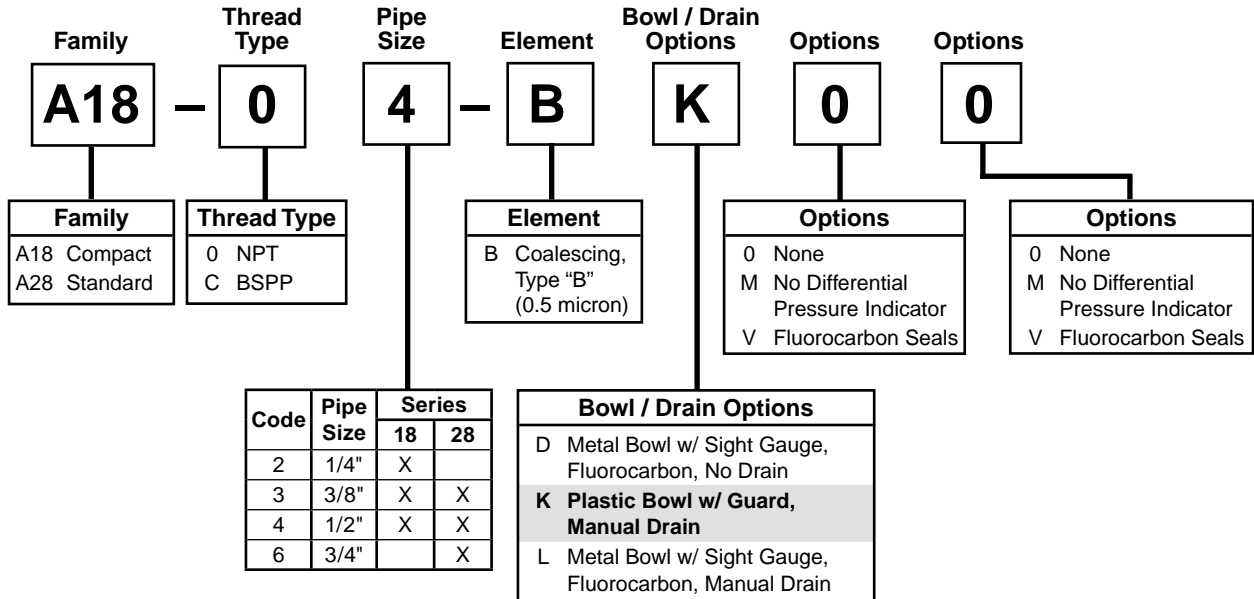 Family
Thread
Type
Pipe
Size
Element
Bowl / Drain
Options
Options
Options
A18 – 0 4 – B K 0 0
Family
A18 Compact
A28 Standard
Thread Type
0 NPT
C BSPP
Element
B Coalescing,
Type “B”
(0.5 micron)
Options
0 None
M No Differential
Pressure Indicator
V Fluorocarbon Seals
Options
0 None
M No Differential
Pressure Indicator
V Fluorocarbon Seals
Code Pipe Size Series
18 28
2 1/4" X
3 3/8" X X
4 1/2" X X
6 3/4" X
Bowl / Drain Options
D Metal Bowl w/ Sight Gauge,
Fluorocarbon, No Drain
K Plastic Bowl w/ Guard,
Manual Drain
L Metal Bowl w/ Sight Gauge,
Fluorocarbon, Manual Drain